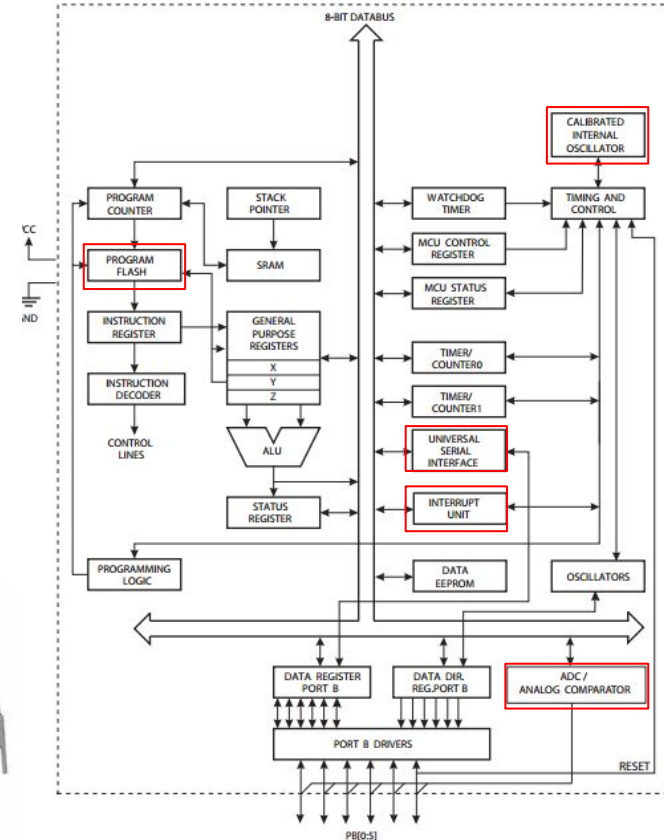 8-BIT DATABUS
CALIBRATED
INTERNAL
OSCILLATOR
PROGRAM
COUNTER
STACK
POINTER
WATCHDOG
TIMER
TIMING AND
CONTROL
VCC
PROGRAM
FLASH
SRAM
MCU CONTROL
REGISTER
MCU STATUS
REGISTER
GND
INSTRUCTION
REGISTER
GENERAL
PURPOSE
REGISTERS
X
Y
Z
TIMER/
COUNTER0
INSTRUCTION
DECODER
TIMER/
COUNTER1
CONTROL
LINES
ALU
UNIVERSAL
SERIAL
INTERFACE
STATUS
REGISTER
INTERRUPT
UNIT
PROGRAMMING
LOGIC
DATA
EEPROM
OSCILLATORS
DATA REGISTER
PORT B
DATA DIR.
REG.PORT B
ADC /
ANALOG COMPARATOR
PORT B DRIVERS
RESET
PB[0:5]